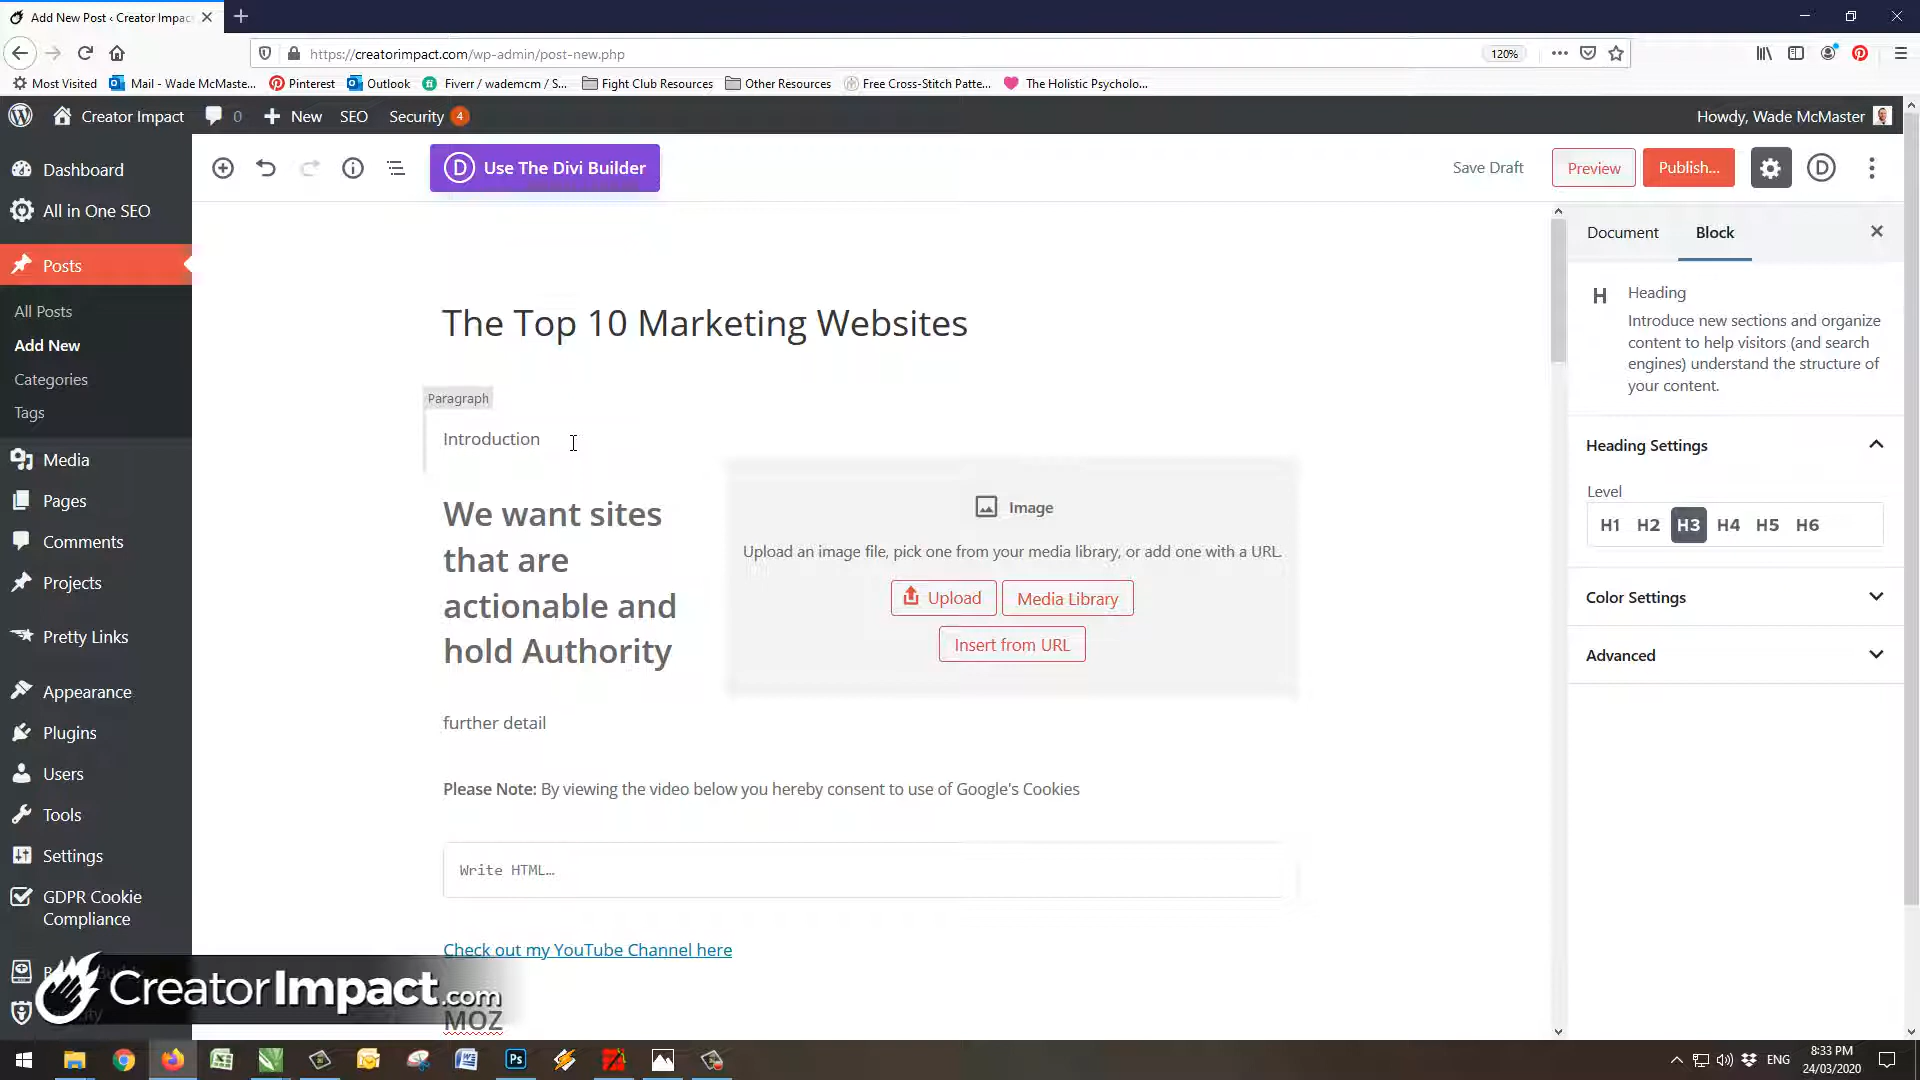 Add New Post ‹ Creator Impac
https://creatorimpact.com/wp-admin/post-new.php
120%
Most Visited
Mail - Wade McMaste...
Pinterest
Outlook
Fiverr / wademcm / S...
Fight Club Resources
Other Resources
Free Cross-Stitch Patte...
The Holistic Psycholo...
Creator Impact
0
New
SEO
Security 4
Howdy, Wade McMaster
Dashboard
All in One SEO
Posts
All Posts
Add New
Categories
Tags
Media
Pages
Comments
Projects
Pretty Links
Appearance
Plugins
Users
Tools
Settings
GDPR Cookie
Compliance
D Use The Divi Builder
Save Draft
Preview
Publish...
D
The Top 10 Marketing Websites
Paragraph
Introduction
We want sites
that are
actionable and
hold Authority
Image
Upload an image file, pick one from your media library, or add one with a URL.
Upload
Media Library
Insert from URL
further detail
Please Note: By viewing the video below you hereby consent to use of Google's Cookies
Write HTML…
Check out my YouTube Channel here
MOZ
Document
Block
H
Heading
Introduce new sections and organize
content to help visitors (and search
engines) understand the structure of
your content.
Heading Settings
Level
H1 H2 H3 H4 H5 H6
Color Settings
Advanced
CreatorImpact.com
Ps
ENG
8:33 PM
24/03/2020